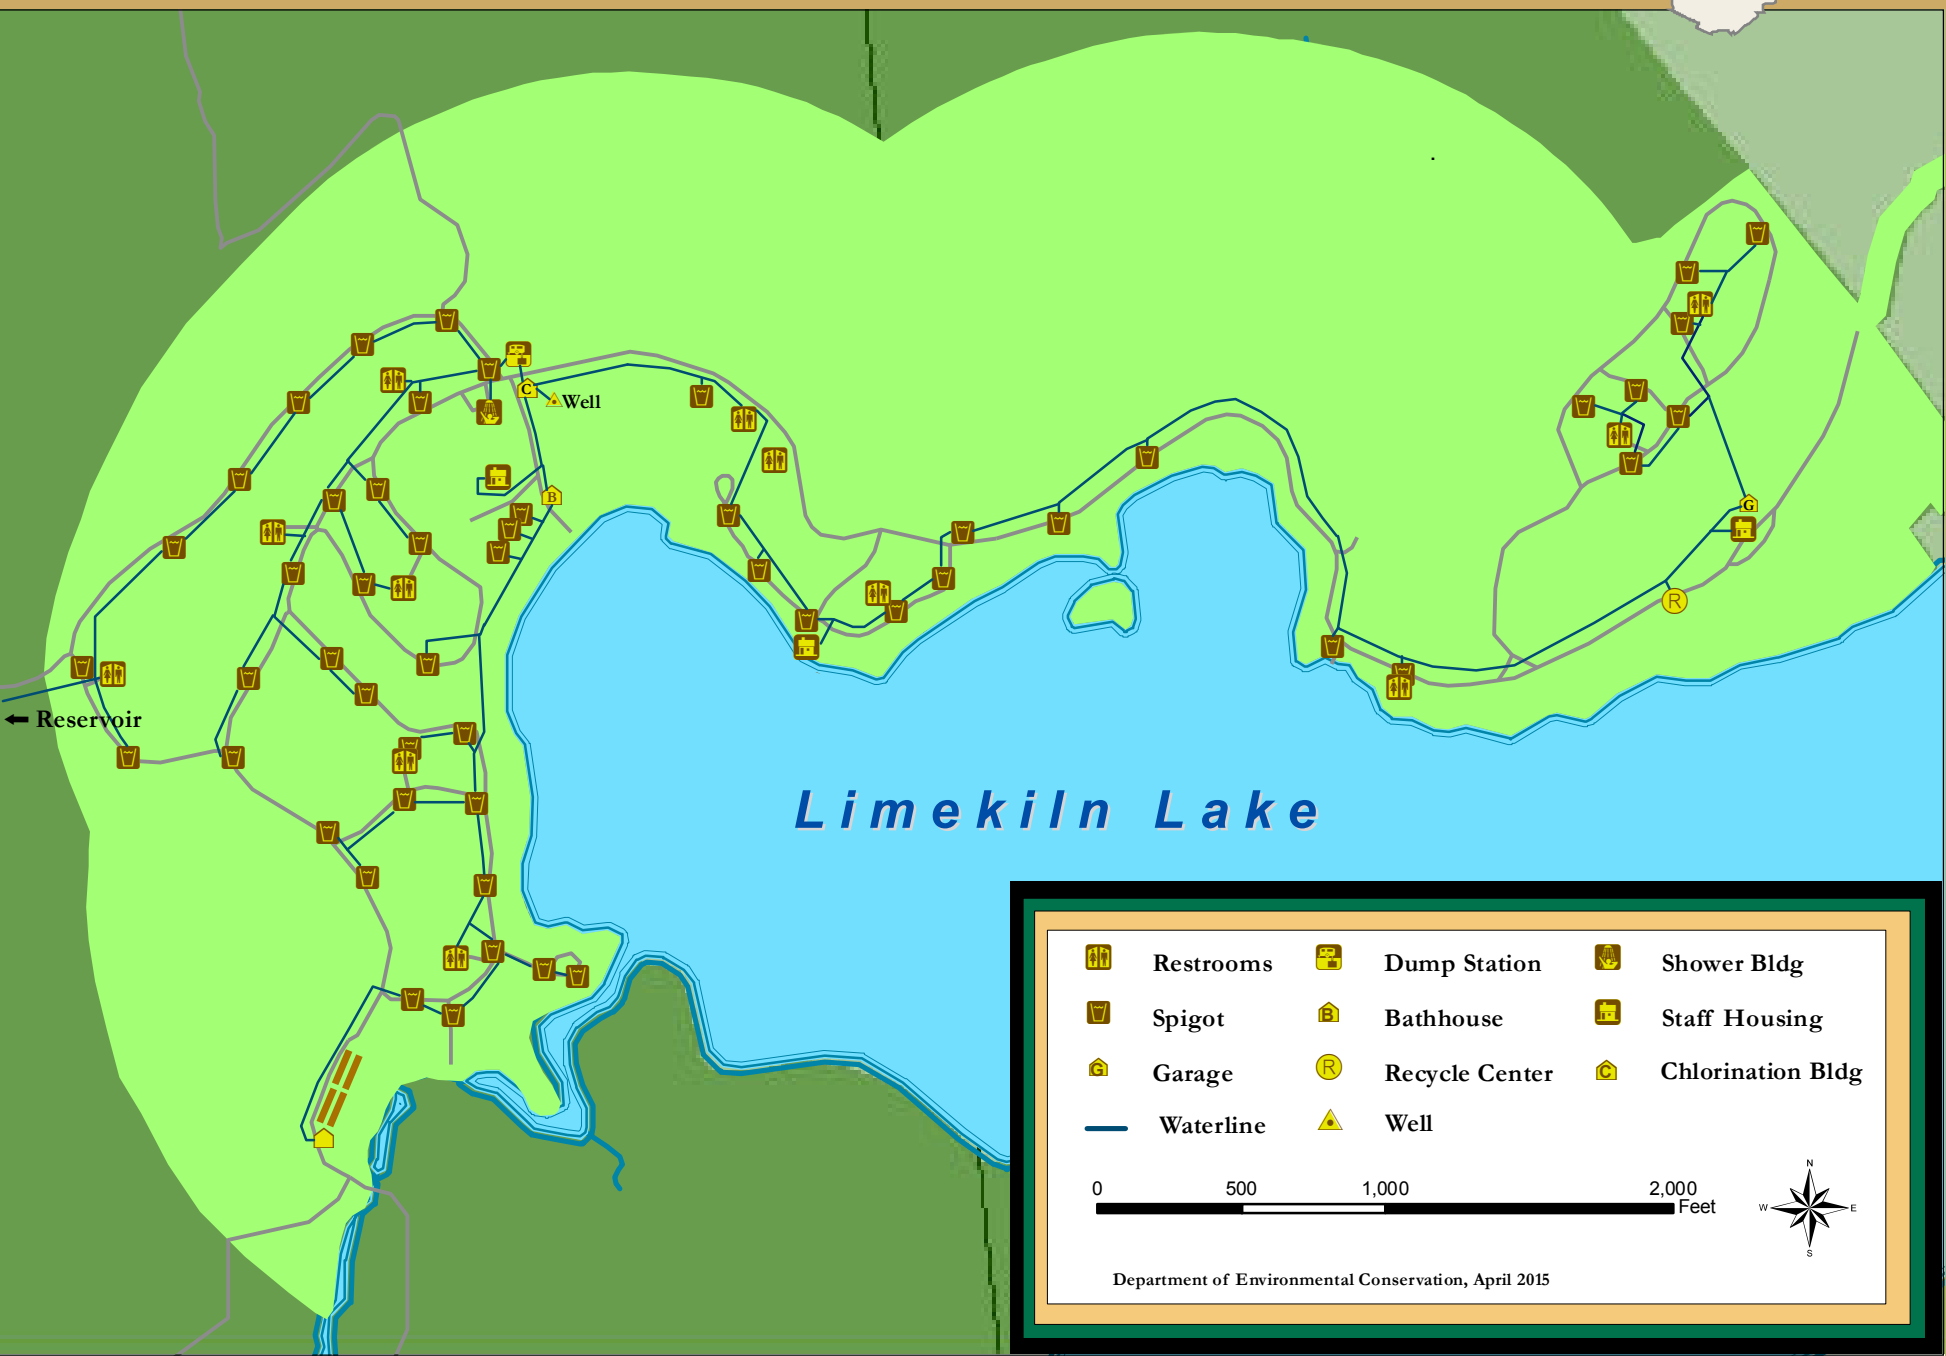 C
Well
B
G
R
Reservoir
Limekiln Lake
Restrooms
Dump Station
Shower Bldg
Spigot
B
Bathhouse
Staff Housing
G
Garage
R
Recycle Center
C
Chlorination Bldg
Waterline
Well
0 500 1,000 2,000
Feet
N
W E
S
Department of Environmental Conservation, April 2015